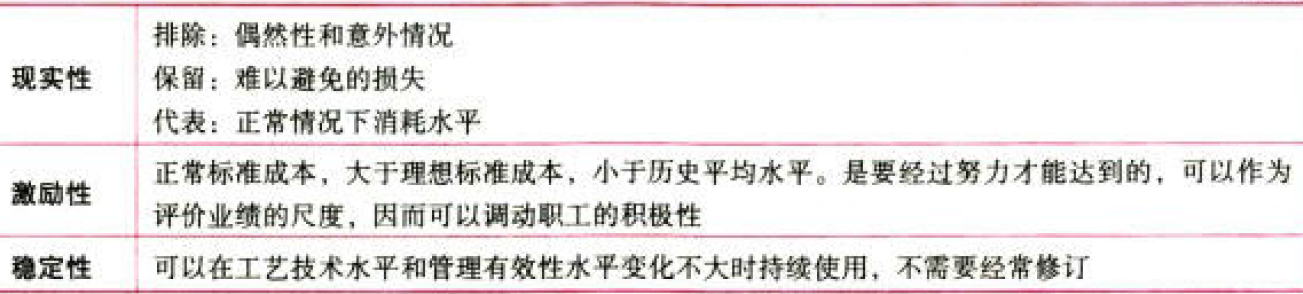 现实性
排除：偶然性和意外情况
保留：难以避免的损失
代表：正常情况下消耗水平
激励性
正常标准成本，大于理想标准成本，小于历史平均水平。是要经过努力才能达到的，可以作为
评价业绩的尺度，因而可以调动职工的积极性
稳定性
可以在工艺技术水平和管理有效性水平变化不大时持续使用，不需要经常修订